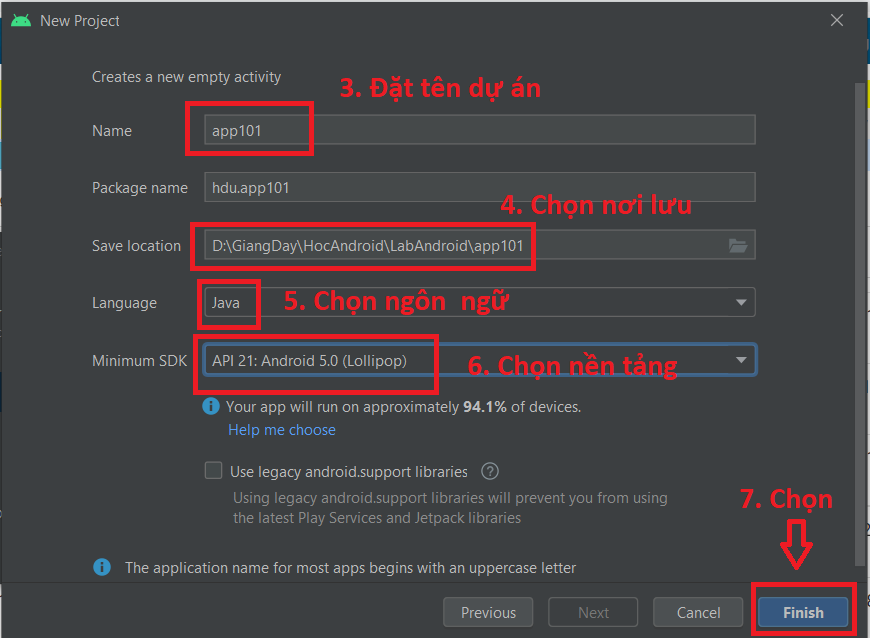 New Project
Creates a new empty activity
3. Đặt tên dự án
Name
app101
Package name
hdu.app101
4. Chọn nơi lưu
Save location
D:\GiangDay\HocAndroid\LabAndroid\app101
Language
Java
5. Chọn ngôn ngữ
Minimum SDK
API 21: Android 5.0 (Lollipop)
6. Chọn nền tảng
Your app will run on approximately 94.1% of devices.
Help me choose
Use legacy android.support libraries
?
Using legacy android.support libraries will prevent you from using
the latest Play Services and Jetpack libraries
7. Chọn
The application name for most apps begins with an uppercase letter
Previous
Next
Cancel
Finish